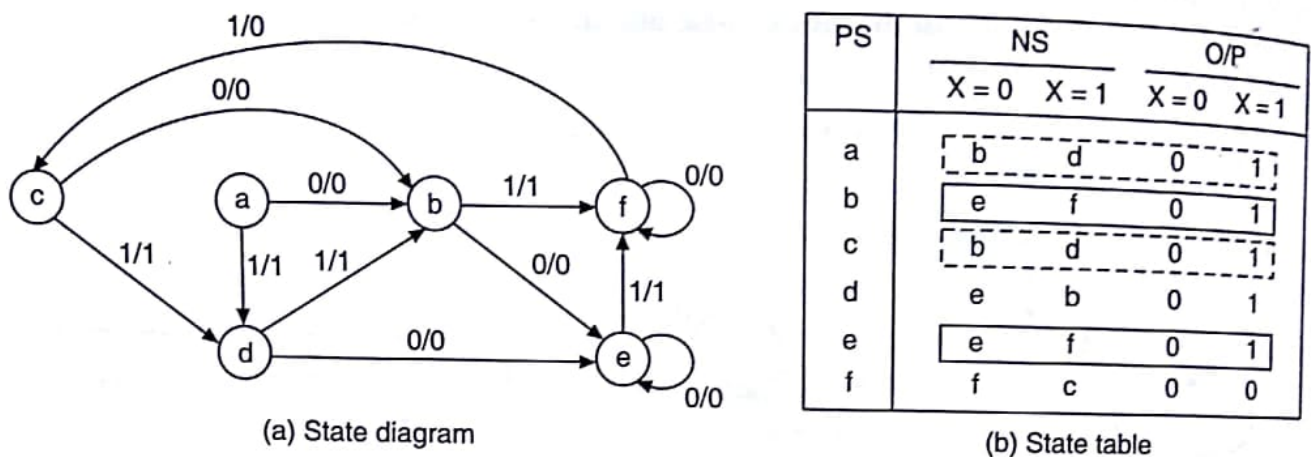 1/0
0/0
c
a
0/0
b
1/1
f
0/0
1/1
1/1
1/1
0/0
1/1
d
0/0
e
0/0
(a) State diagram
PS NS O/P
X = 0 X = 1 X = 0 X = 1
a b d 0 1
b e f 0 1
c b d 0 1
d e b 0 1
e e f 0 1
f f c 0 0
(b) State table